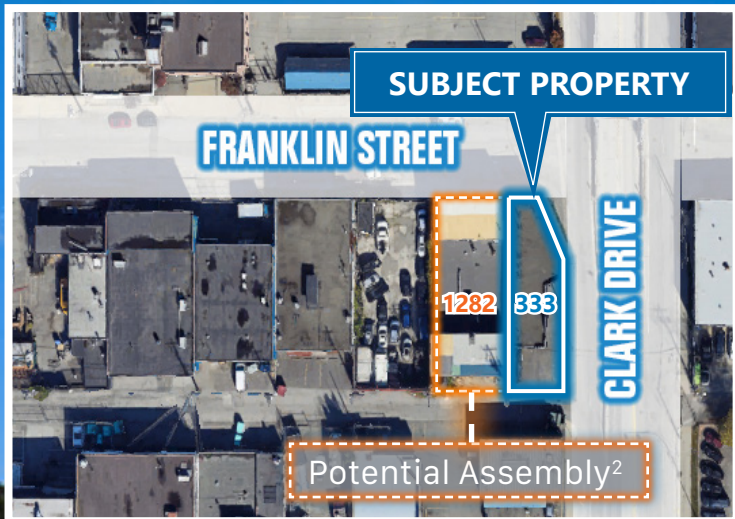 SUBJECT PROPERTY
FRANKLIN STREET
CLARK DRIVE
1282
333
Potential Assembly²